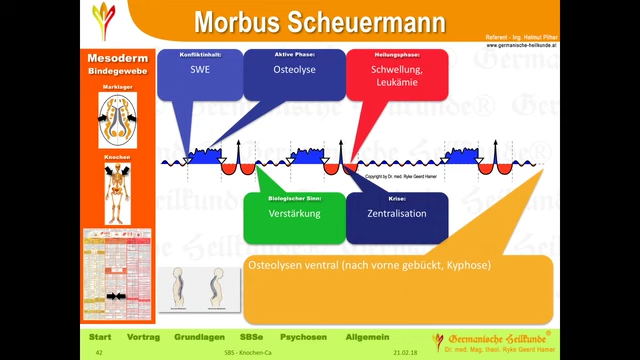 Morbus Scheuermann
Referent - Ing. Helmut Pilhar
www.germanische-heilkunde.at
Mesoderm
Bindegewebe
Marklager
Knochen
Konfliktinhalt:
SWE
Aktive Phase:
Osteolyse
Heilungsphase:
Schwellung,
Leukämie
Copyright by Dr. med. Ryke Geerd Hamer
Biologischer Sinn:
Verstärkung
Krise:
Zentralisation
Osteolysen ventral (nach vorne gebückt, Kyphose)
Start Vortrag Grundlagen SBSe Psychosen Allgemein
42 SBS - Knochen-Ca 21.02.18
Germanische Heilkunde®
Dr. med. Mag. theol. Ryke Geerd Hamer